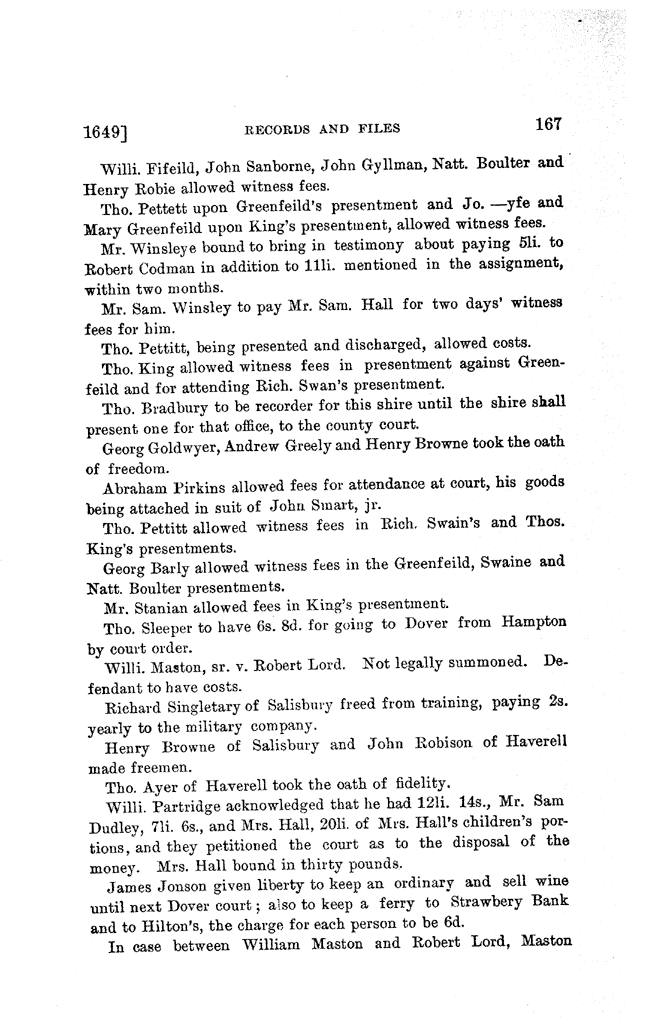 1649] RECORDS AND FILES 167
Willi. Fifeild, John Sanborne, John Gyllman, Natt. Boulter and
Henry Robie allowed witness fees.
Tho. Pettett upon Greenfeild's presentment and Jo. —yfe and
Mary Greenfeild upon King's presentment, allowed witness fees.
Mr. Winsleye bound to bring in testimony about paying 5li. to
Robert Codman in addition to 11li. mentioned in the assignment,
within two months.
Mr. Sam. Winsley to pay Mr. Sam. Hall for two days' witness
fees for him.
Tho. Pettitt, being presented and discharged, allowed costs.
Tho. King allowed witness fees in presentment against Green-
feild and for attending Rich. Swan's presentment.
Tho. Bradbury to be recorder for this shire until the shire shall
present one for that office, to the county court.
Georg Goldwyer, Andrew Greely and Henry Browne took the oath
of freedom.
Abraham Pirkins allowed fees for attendance at court, his goods
being attached in suit of John Smart, jr.
Tho. Pettitt allowed witness fees in Rich. Swain's and Thos.
King's presentments.
Georg Barly allowed witness fees in the Greenfeild, Swaine and
Natt. Boulter presentments.
Mr. Stanian allowed fees in King's presentment.
Tho. Sleeper to have 6s. 8d. for going to Dover from Hampton
by court order.
Willi. Maston, sr. v. Robert Lord. Not legally summoned. De-
fendant to have costs.
Richard Singletary of Salisbury freed from training, paying 2s.
yearly to the military company.
Henry Browne of Salisbury and John Robison of Haverell
made freemen.
Tho. Ayer of Haverell took the oath of fidelity.
Willi. Partridge acknowledged that he had 12li. 14s., Mr. Sam
Dudley, 7li. 6s., and Mrs. Hall, 20li. of Mrs. Hall's children's por-
tions, and they petitioned the court as to the disposal of the
money. Mrs. Hall bound in thirty pounds.
James Jonson given liberty to keep an ordinary and sell wine
until next Dover court; also to keep a ferry to Strawbery Bank
and to Hilton's, the charge for each person to be 6d.
In case between William Maston and Robert Lord, Maston